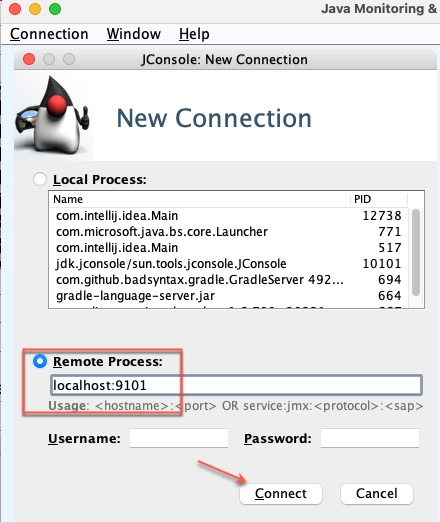 Java Monitoring &
Connection Window Help
JConsole: New Connection
New Connection
Local Process:
Name PID
com.intellij.idea.Main 12738
com.microsoft.java.bs.core.Launcher 771
com.intellij.idea.Main 517
jdk.jconsole/sun.tools.jconsole.JConsole 10101
com.github.badsyntax.gradle.GradleServer 492... 694
gradle-language-server.jar 664
Remote Process:
localhost:9101
Usage: <hostname>:<port> OR service:jmx:<protocol>:<sap>
Username: Password:
Connect Cancel